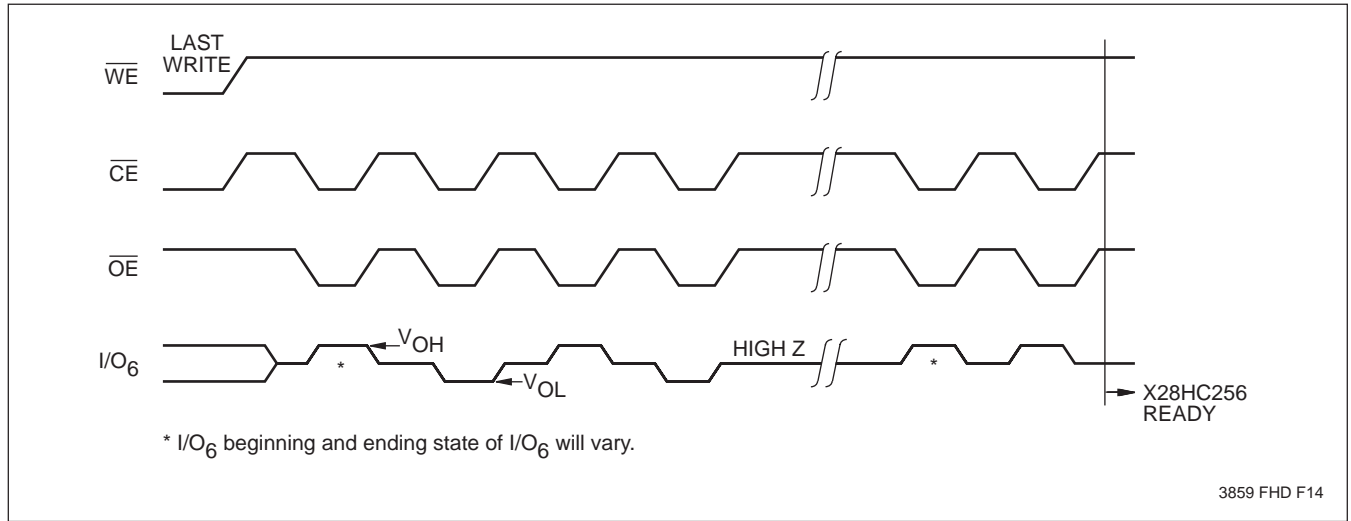 LAST
WRITE
WE
CE
OE
I/O6
VOH
VOL
HIGH Z
*
*
X28HC256
READY
* I/O6 beginning and ending state of I/O6 will vary.
3859 FHD F14